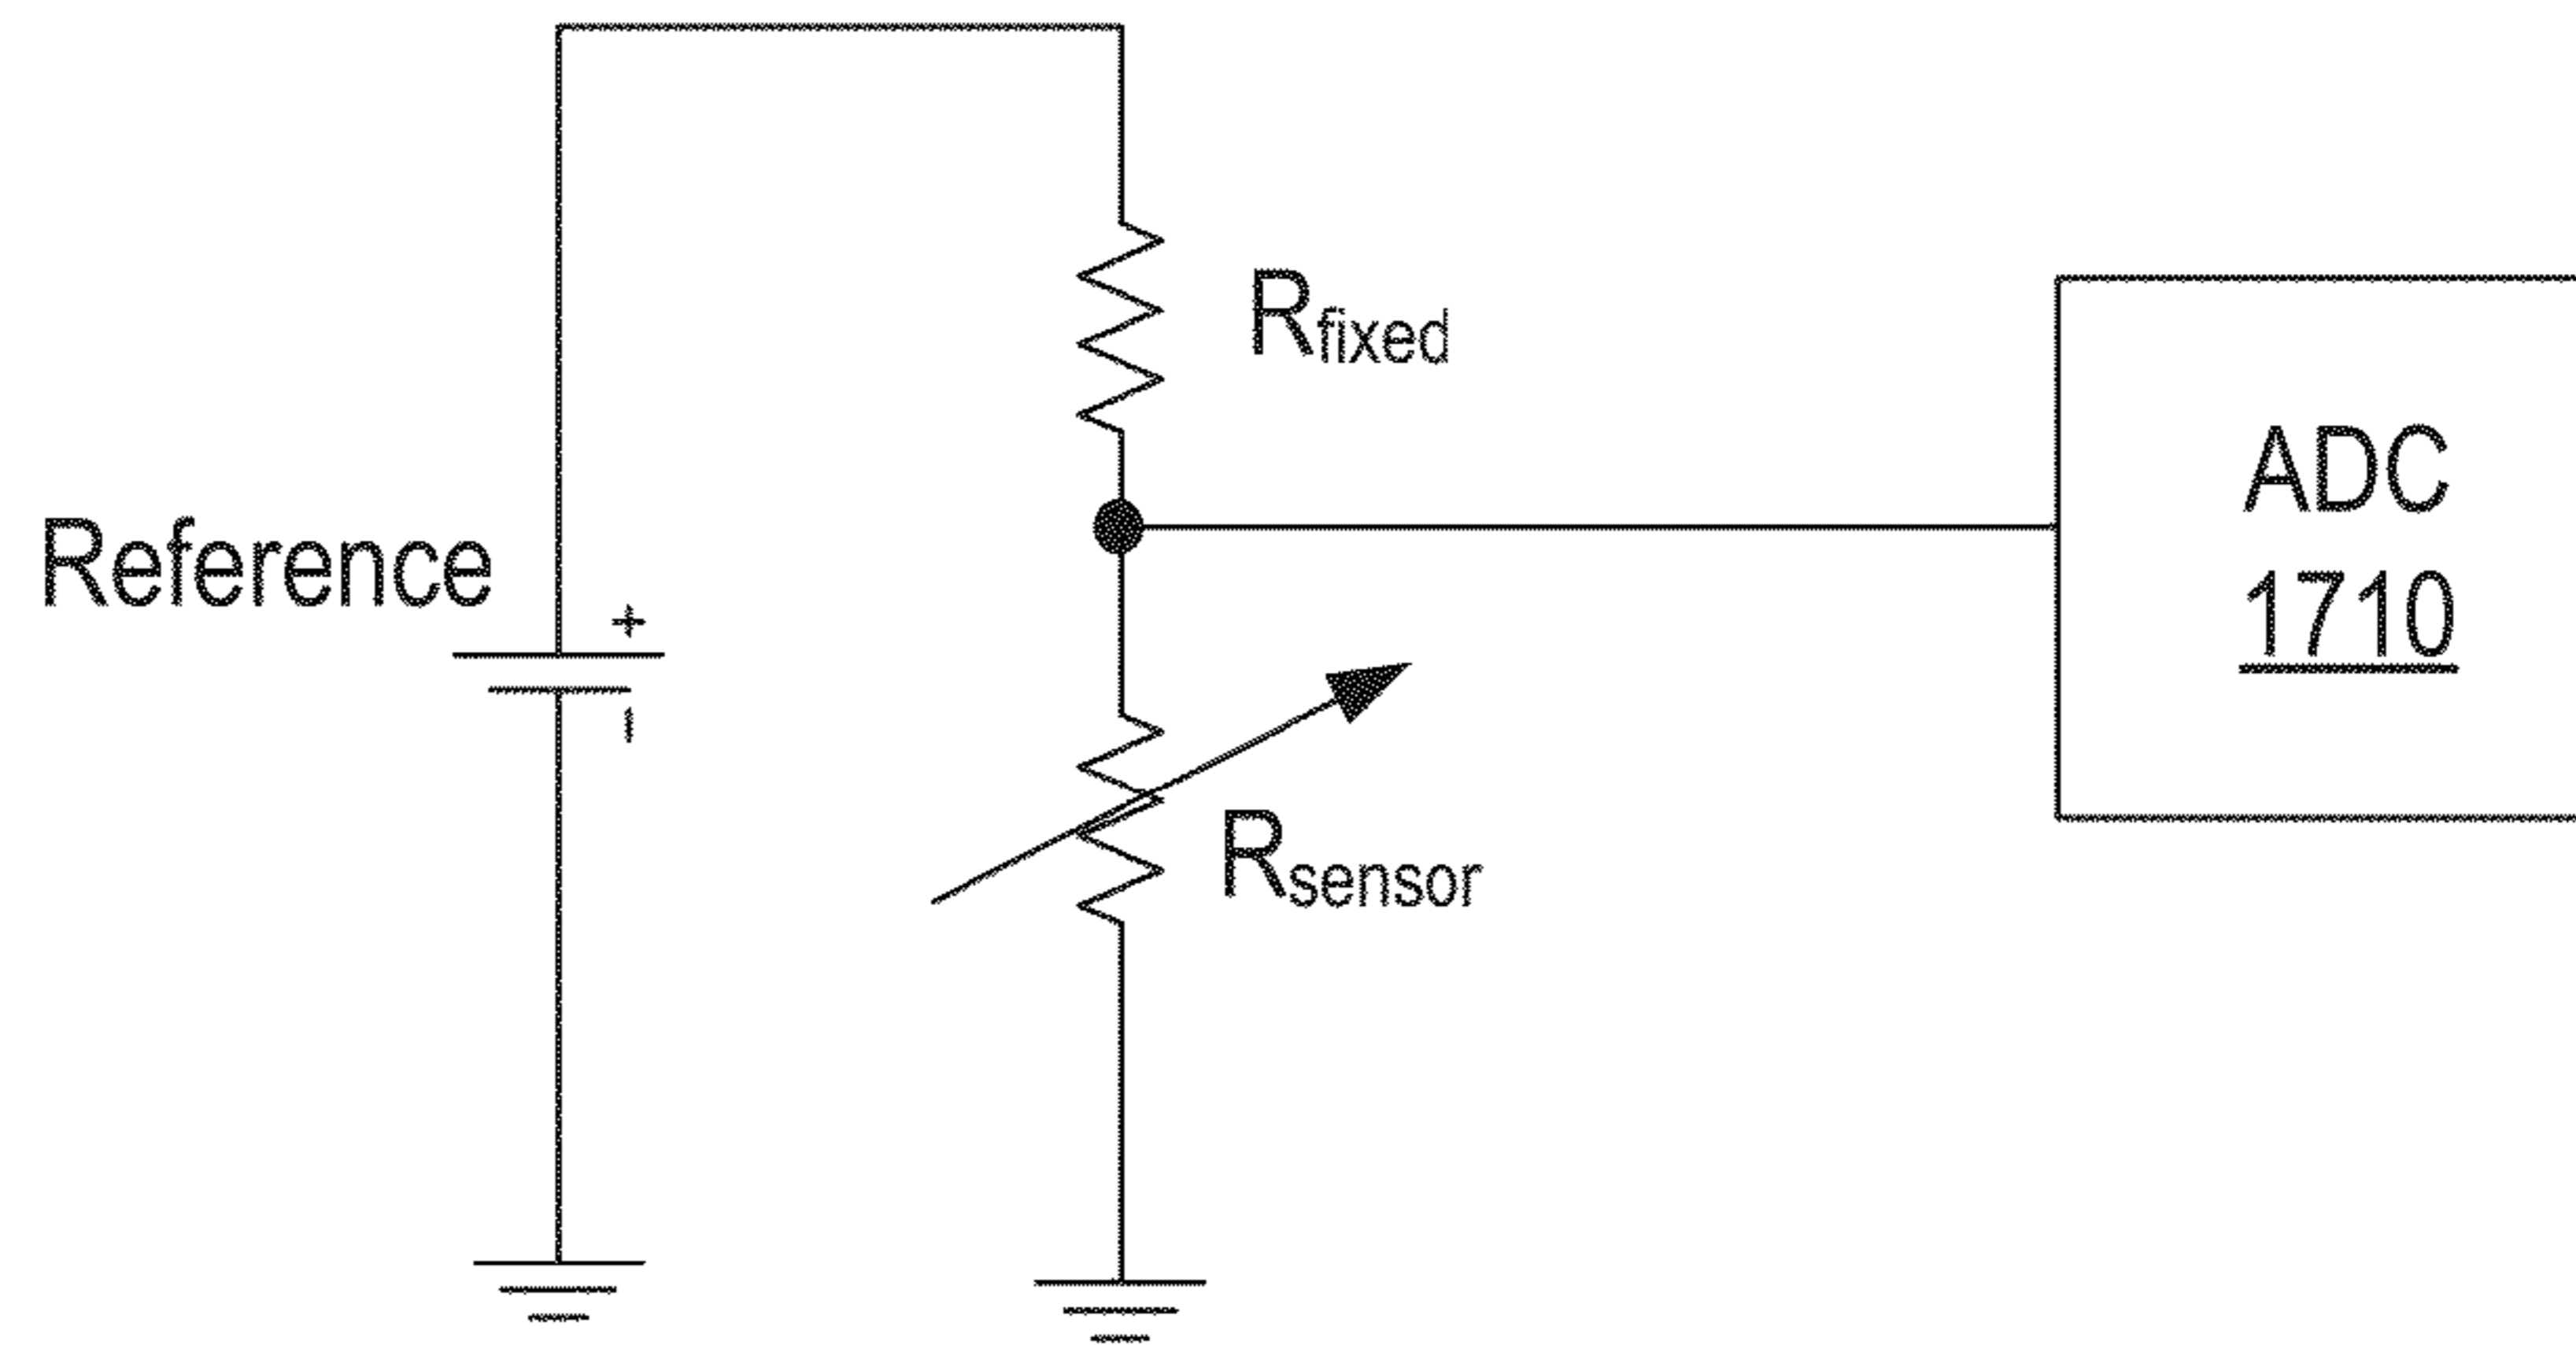 Rfixed
ADC
1710
Reference
+
-
Rsensor